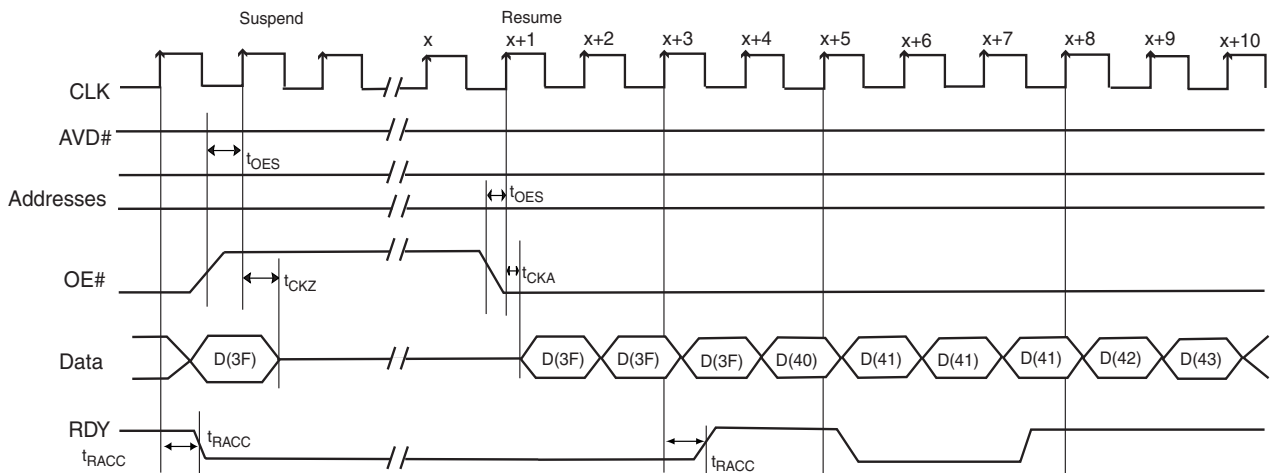 Suspend
Resume
x x+1 x+2 x+3 x+4 x+5 x+6 x+7 x+8 x+9 x+10
CLK
AVD#
tOES
Addresses
tOES
OE#
tCKZ
tCKA
Data
D(3F) D(3F) D(3F) D(3F) D(40) D(41) D(41) D(41) D(42) D(43)
RDY
tRACC
tRACC
tRACC